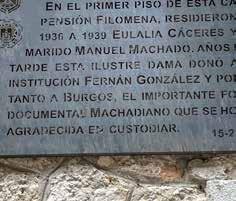 EN EL PRIMER PISO DE ESTA CA
PENSIÓN FILOMENA, RESIDIERON
1936 A 1939 EULALIA CÁCERES Y
MARIDO MANUEL MACHADO. AÑOS
TARDE ESTA ILUSTRE DAMA DONÓ A
INSTITUCIÓN FERNÁN GONZÁLEZ Y POR
TANTO A BURGOS, EL IMPORTANTE FO
DOCUMENTAL MACHADIANO QUE SE HO
AGRADECIDA EN CUSTODIAR.
15-2